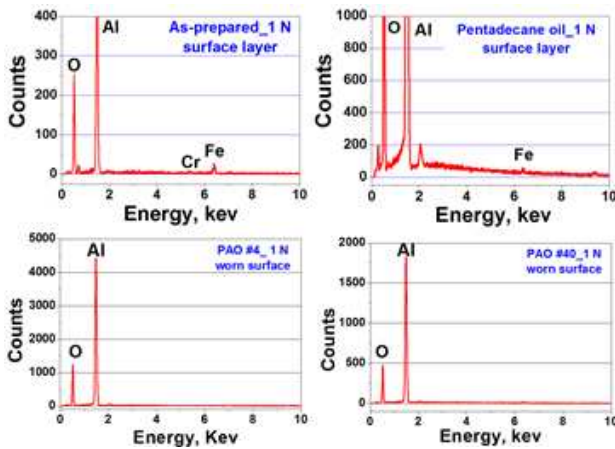 As-prepared_1 N
surface layer
400
300
200
100
0
Counts
O
Al
Cr
Fe
0 2 4 6 8 10
Energy, kev
Pentadecane oil_1 N
surface layer
1000
800
600
400
200
0
Counts
O
Al
Fe
0 2 4 6 8 10
Energy, kev
PAO #4_ 1 N
worn surface
5000
4000
3000
2000
1000
0
Counts
O
Al
0 2 4 6 8 10
Energy, Kev
PAO #40_1 N
worn surface
2000
1500
1000
500
0
Counts
O
Al
0 2 4 6 8 10
Energy, kev